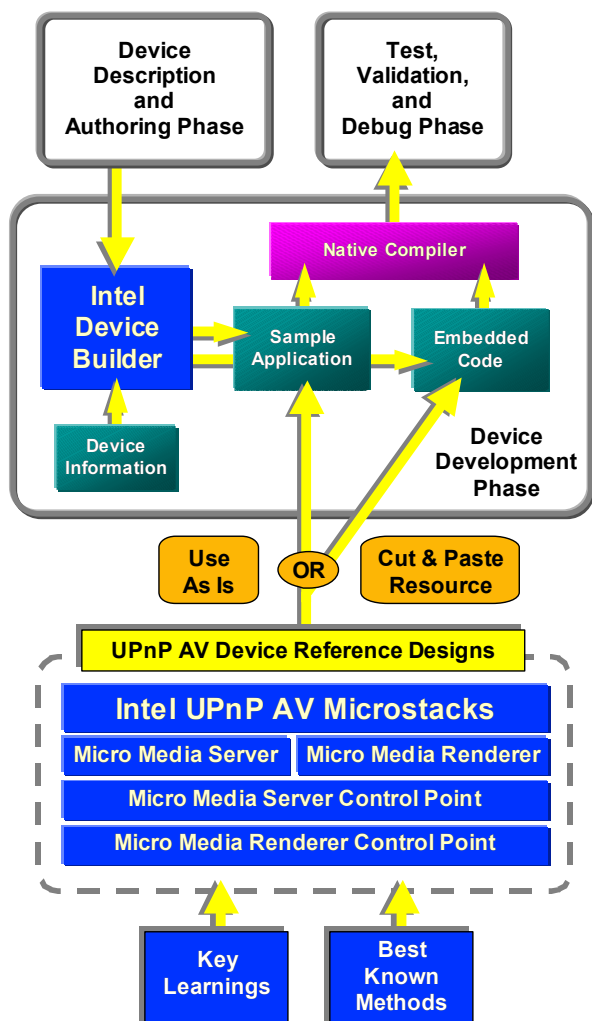 Device
Description
and
Authoring Phase
Test,
Validation,
and
Debug Phase
Native Compiler
Intel
Device
Builder
Sample
Application
Embedded
Code
Device
Information
Device
Development
Phase
Use
As Is
OR
Cut & Paste
Resource
UPnP AV Device Reference Designs
Intel UPnP AV Microstacks
Micro Media Server
Micro Media Renderer
Micro Media Server Control Point
Micro Media Renderer Control Point
Key
Learnings
Best
Known
Methods